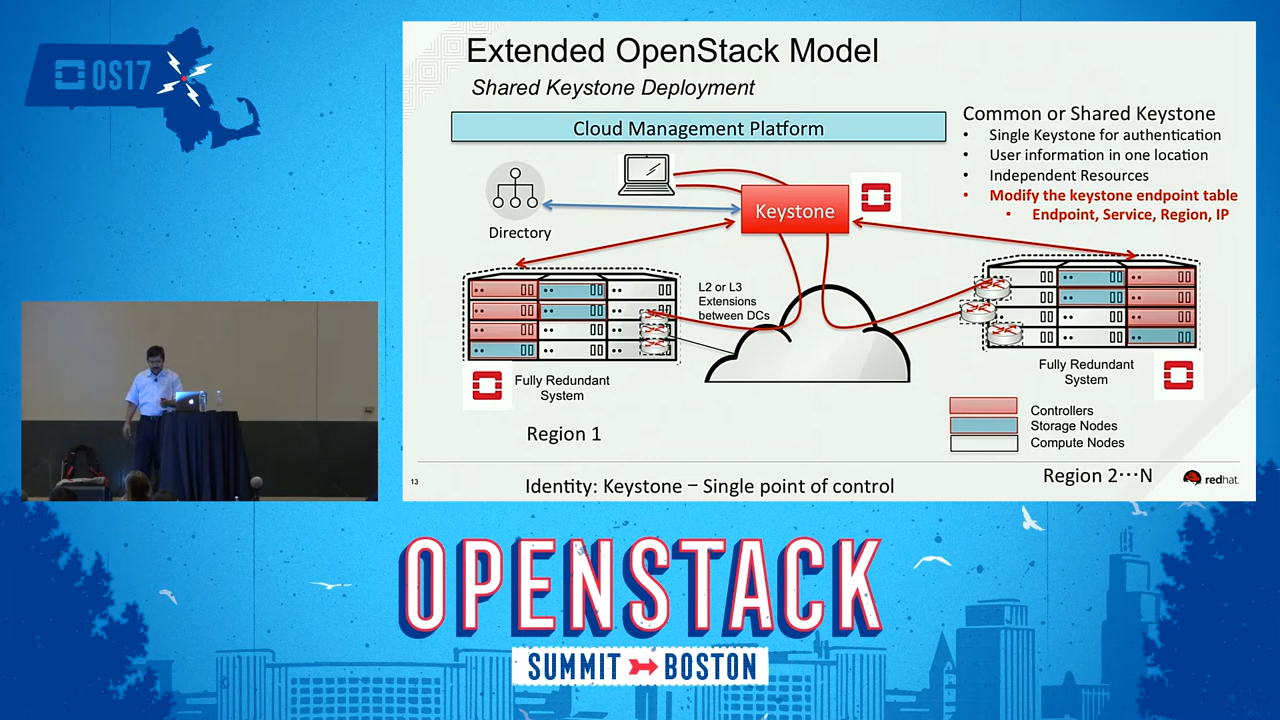 OS17
Extended OpenStack Model
Shared Keystone Deployment
Cloud Management Platform
Common or Shared Keystone
• Single Keystone for authentication
• User information in one location
• Independent Resources
• Modify the keystone endpoint table
• Endpoint, Service, Region, IP
Keystone
Directory
L2 or L3
Extensions
between DCs
Fully Redundant
System
Fully Redundant
System
Region 1
Controllers
Storage Nodes
Compute Nodes
Region 2⋯N
13
Identity: Keystone – Single point of control
redhat.
OPENSTACK
SUMMIT BOSTON